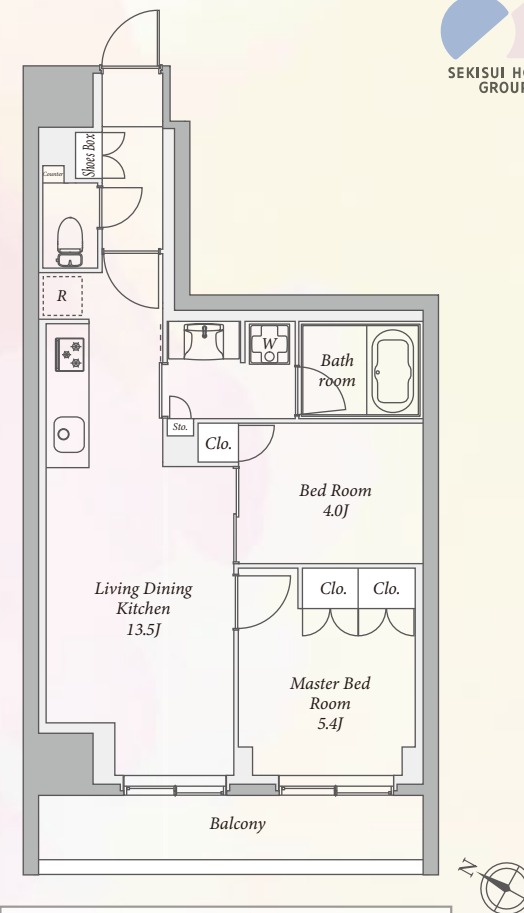 SEKISUI HO
GROUP
Shoes Box
Counter
R
W
Bath
room
Sto.
Clo.
Bed Room
4.0J
Living Dining
Kitchen
13.5J
Clo.
Clo.
Master Bed
Room
5.4J
Balcony
N